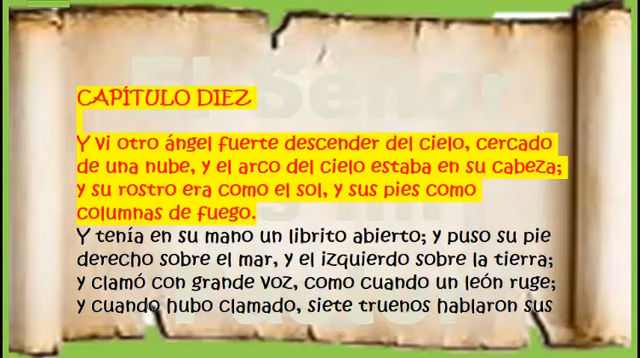 El Señor
CAPÍTULO DIEZ
Y vi otro ángel fuerte descender del cielo, cercado
de una nube, y el arco del cielo estaba en su cabeza;
y su rostro era como el sol, y sus pies como
columnas de fuego.
Y tenía en su mano un librito abierto; y puso su pie
derecho sobre el mar, y el izquierdo sobre la tierra;
y clamó con grande voz, como cuando un león ruge;
y cuando hubo clamado, siete truenos hablaron sus